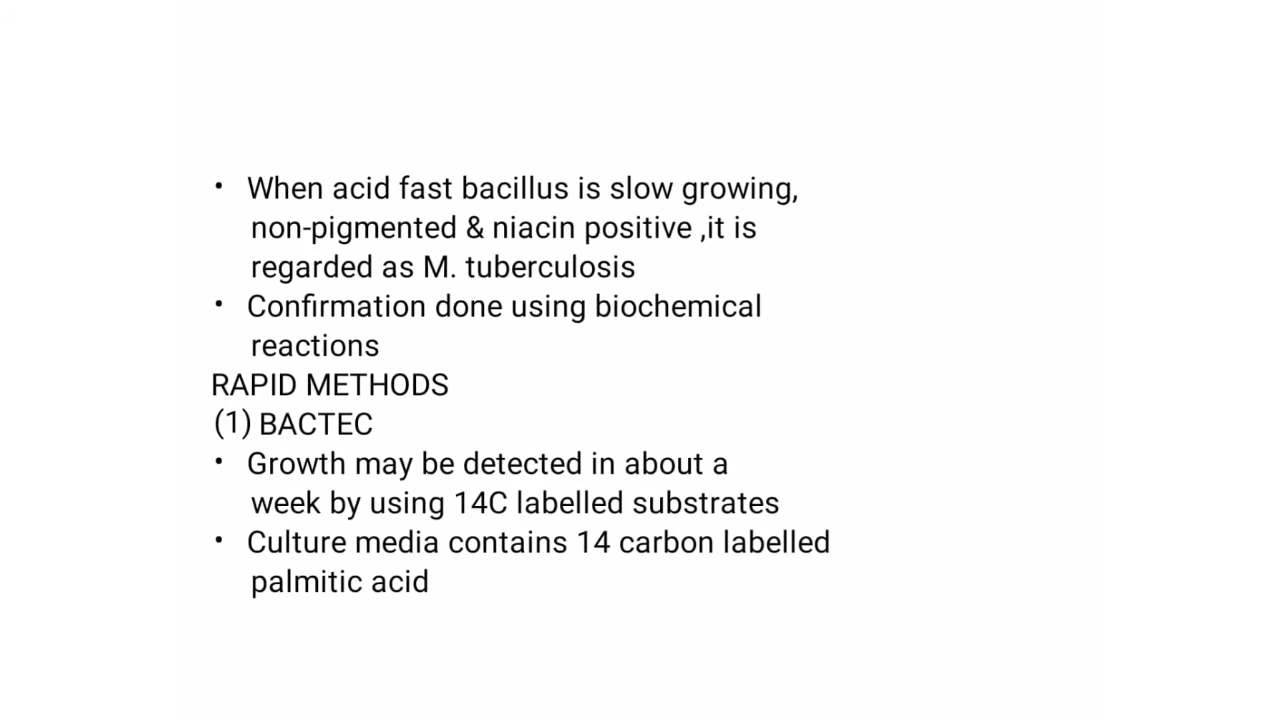 • When acid fast bacillus is slow growing,
non-pigmented & niacin positive ,it is
regarded as M. tuberculosis
• Confirmation done using biochemical
reactions
RAPID METHODS
(1) BACTEC
• Growth may be detected in about a
week by using 14C labelled substrates
• Culture media contains 14 carbon labelled
palmitic acid